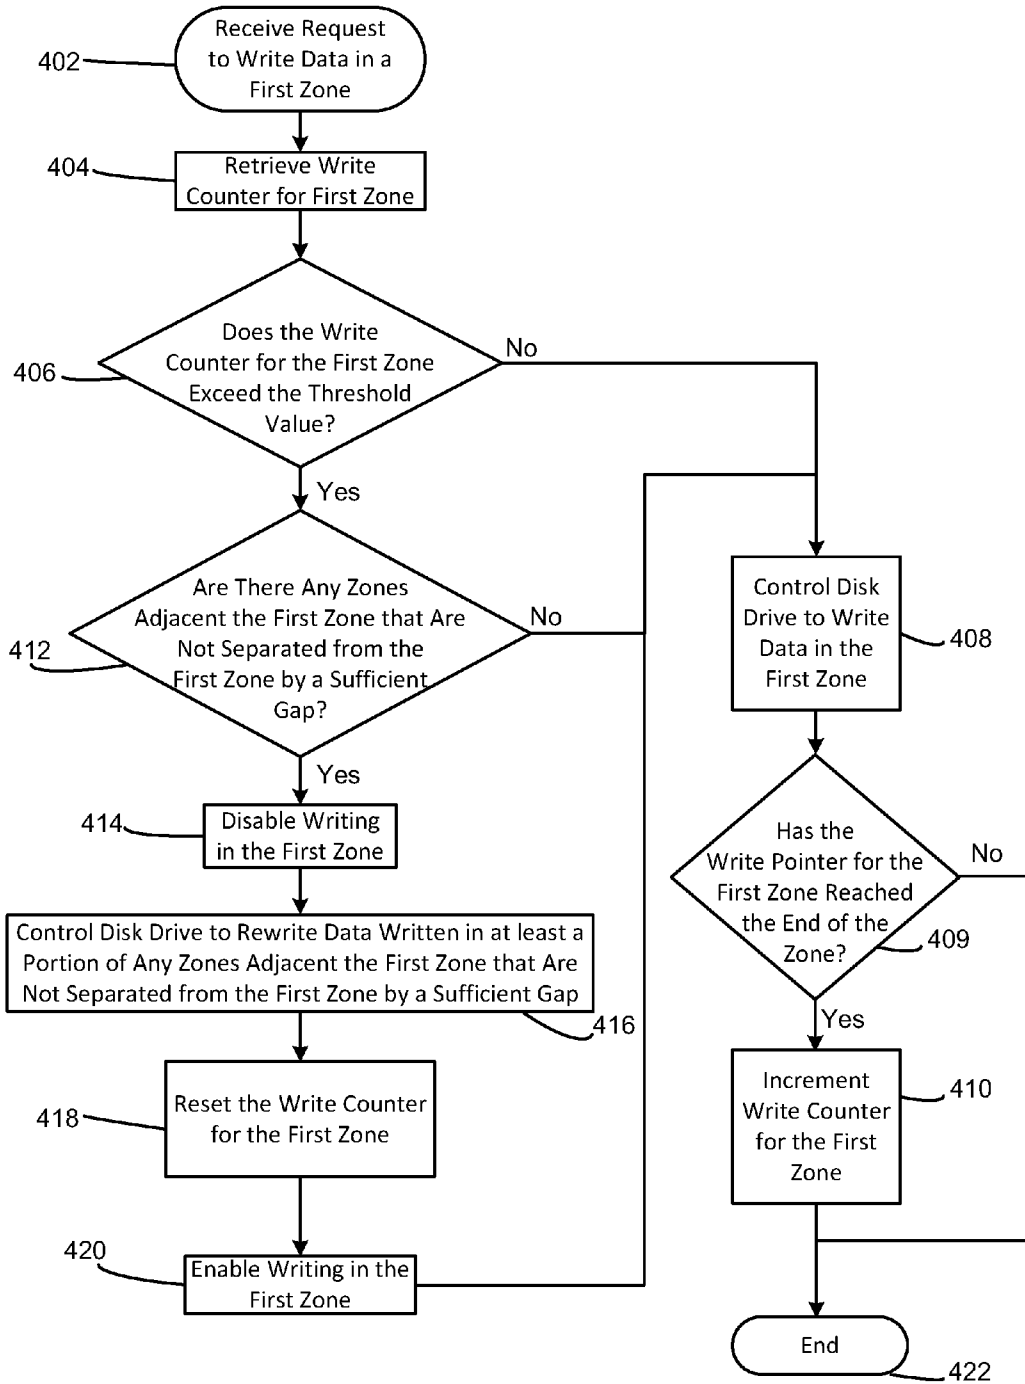 Receive Request
to Write Data in a
First Zone
402
Retrieve Write
Counter for First Zone
404
Does the Write
Counter for the First Zone
Exceed the Threshold
Value?
406
No
Yes
Are There Any Zones
Adjacent the First Zone that Are
Not Separated from the
First Zone by a Sufficient
Gap?
412
No
Yes
Disable Writing
in the First Zone
414
Control Disk Drive to Rewrite Data Written in at least a
Portion of Any Zones Adjacent the First Zone that Are
Not Separated from the First Zone by a Sufficient Gap
416
Reset the Write Counter
for the First Zone
418
Enable Writing in the
First Zone
420
Control Disk
Drive to Write
Data in the
First Zone
408
Has the
Write Pointer for the
First Zone Reached
the End of the
Zone?
409
No
Yes
Increment
Write Counter
for the First
Zone
410
End
422